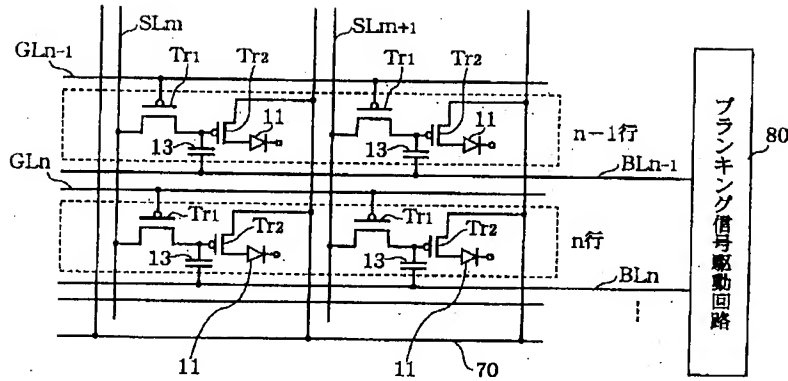 SLm SLm+1
GLn-1 Tr1 Tr2 Tr1 Tr2
11 11
13 13 n-1行
GLn BLn-1
Tr1 Tr2 Tr1 Tr2
13 13 n行
BLn
11 11 70
80
ブランキング信号駆動回路